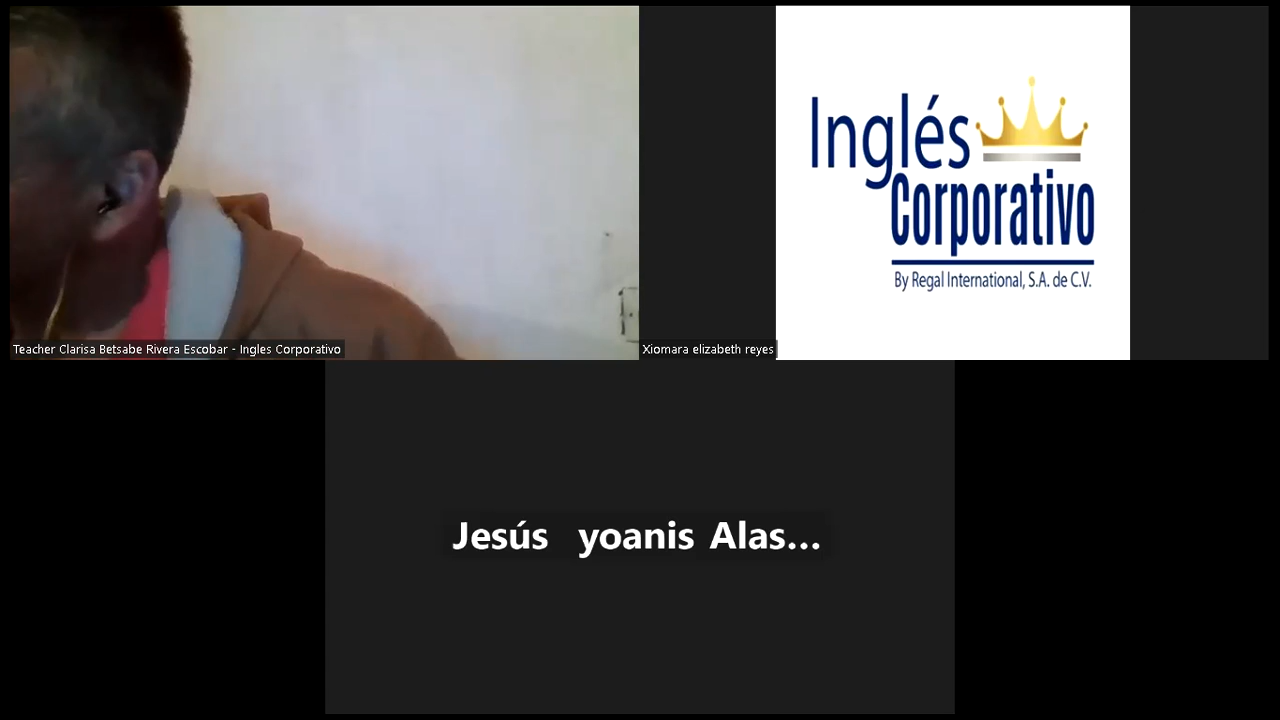 Inglés
Corporativo
By Regal International, S.A. de C.V.
Teacher Clarisa Betsabe Rivera Escobar - Ingles Corporativo
Xiomara elizabeth reyes
Jesús yoanis Alas...